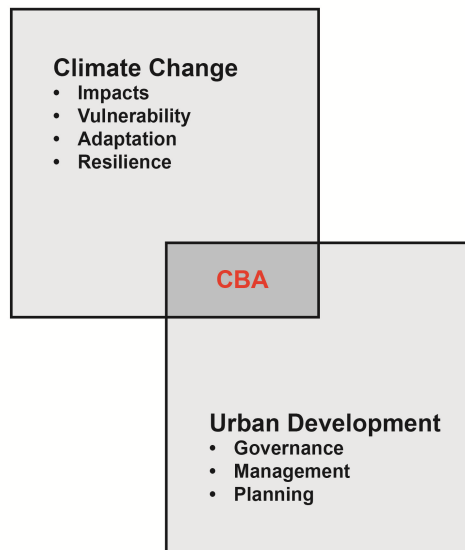 Climate Change
• Impacts
• Vulnerability
• Adaptation
• Resilience
CBA
Urban Development
• Governance
• Management
• Planning